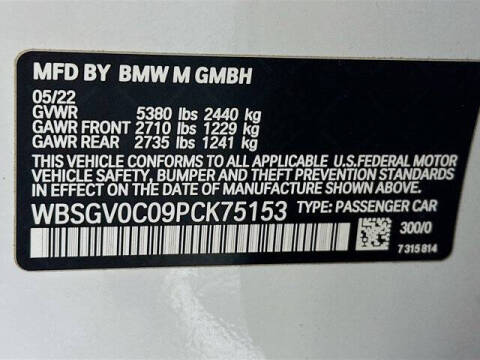 MFD BY BMW M GMBH
05/22
GVWR 5380 lbs 2440 kg
GAWR FRONT 2710 lbs 1229 kg
GAWR REAR 2735 lbs 1241 kg
THIS VEHICLE CONFORMS TO ALL APPLICABLE U.S.FEDERAL MOTOR
VEHICLE SAFETY, BUMPER AND THEFT PREVENTION STANDARDS
IN EFFECT ON THE DATE OF MANUFACTURE SHOWN ABOVE.
WBSGV0C09PCK75153 TYPE: PASSENGER CAR
300/0
7 315 814